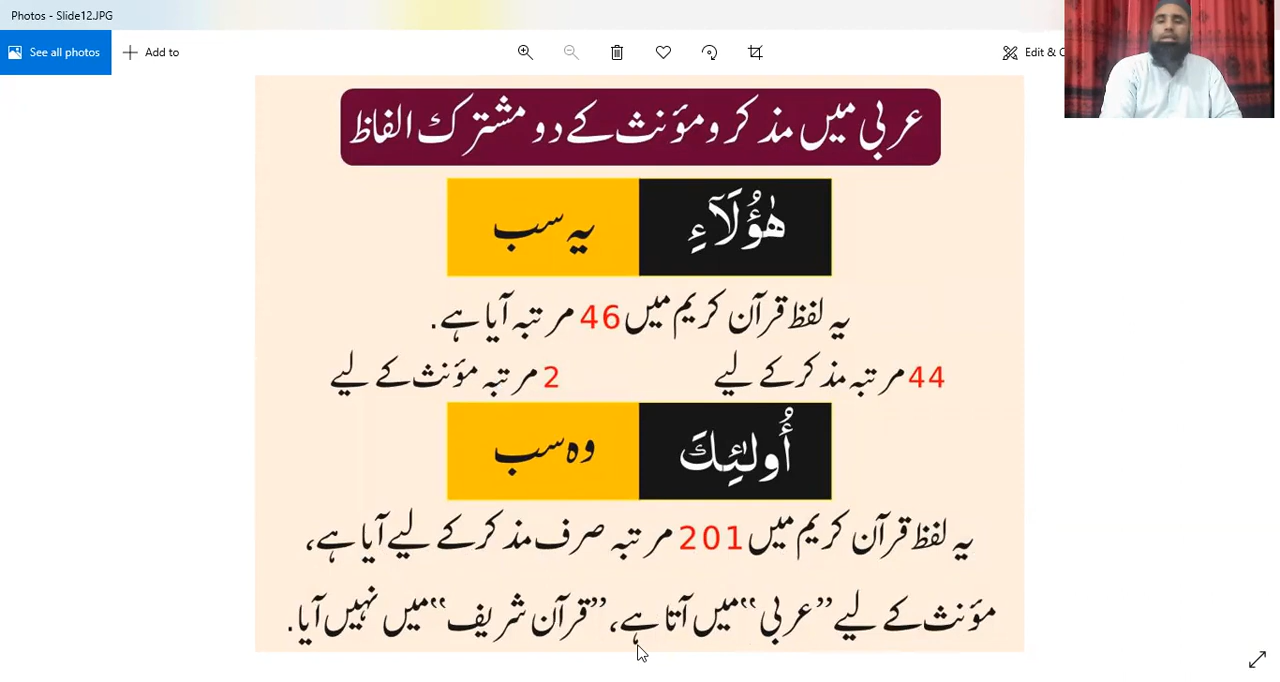 Photos - Slide12.JPG
See all photos
Add to
Edit & C
عربی میں مذکر و مؤنث کے دو مشترک الفاظ
هٰؤُلَآءِ یہ سب
یہ لفظ قرآن کریم میں 46 مرتبہ آیا ہے.
44 مرتبہ مذکر کے لیے 2 مرتبہ مؤنث کے لیے
أُولٰئِكَ وہ سب
یہ لفظ قرآن کریم میں 201 مرتبہ صرف مذکر کے لیے آیا ہے،
مؤنث کے لیے ”عربی“ میں آتا ہے، ”قرآن شریف“ میں نہیں آیا.